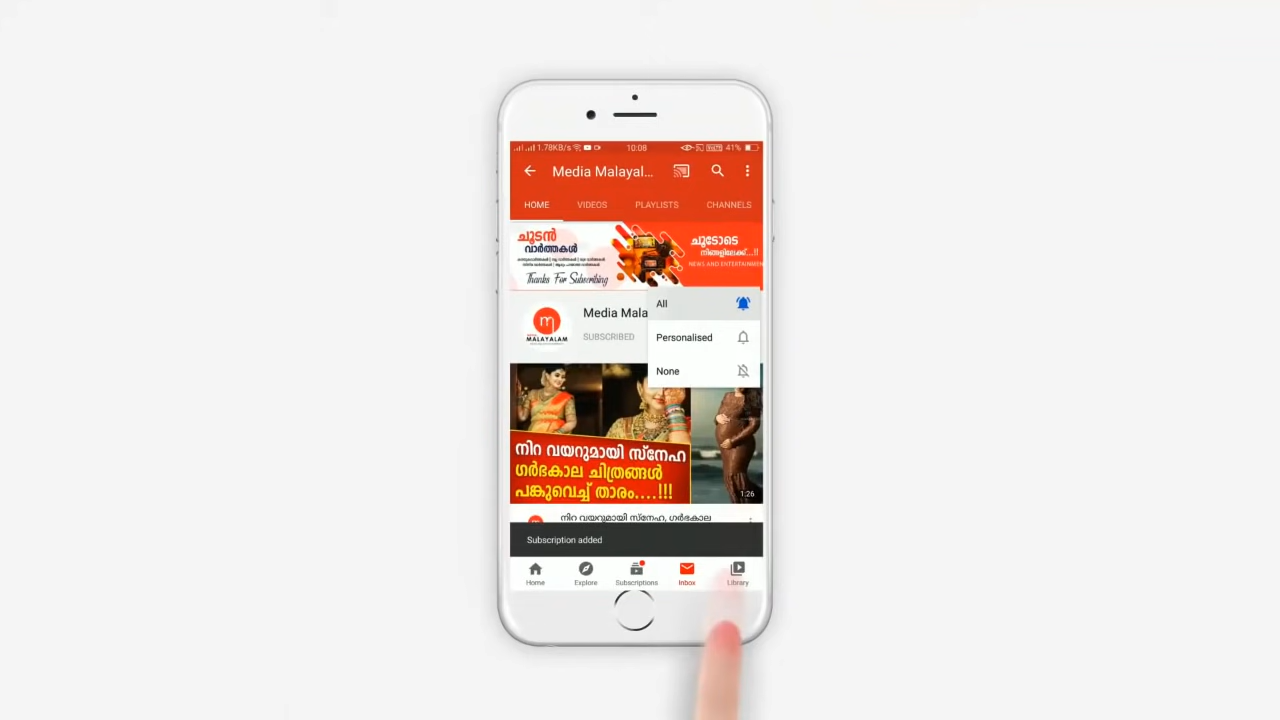 1.78KB/s 10:08 41%
Media Malayal...
HOME VIDEOS PLAYLISTS CHANNELS
ചൂടൻ
വാർത്തകൾ
Thanks For Subscribing
ചൂടോടെ
നിങ്ങളിലേക്ക്...!!
NEWS AND ENTERTAINMEN
All
Media Mala
SUBSCRIBED
Personalised
None
MALAYALAM
നിറ വയറുമായി സ്നേഹ
ഗർഭകാല ചിത്രങ്ങൾ
പങ്കുവെച്ച് താരം....!!!
1:26
നിറ വയറുമായി സ്നേഹ, ഗർഭകാല
Subscription added
Home Explore Subscriptions Inbox Library